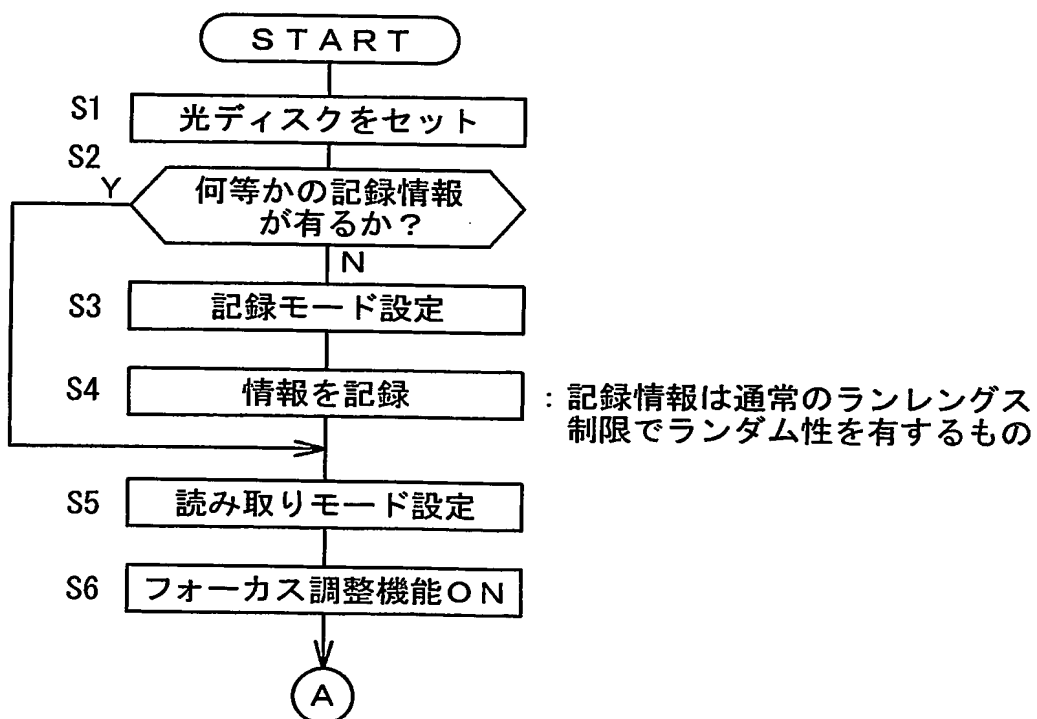 START
S1 光ディスクをセット
S2
Y
何等かの記録情報
が有るか?
N
S3 記録モード設定
S4 情報を記録 :記録情報は通常のランレングス
制限でランダム性を有するもの
S5 読み取りモード設定
S6 フォーカス調整機能ON
A